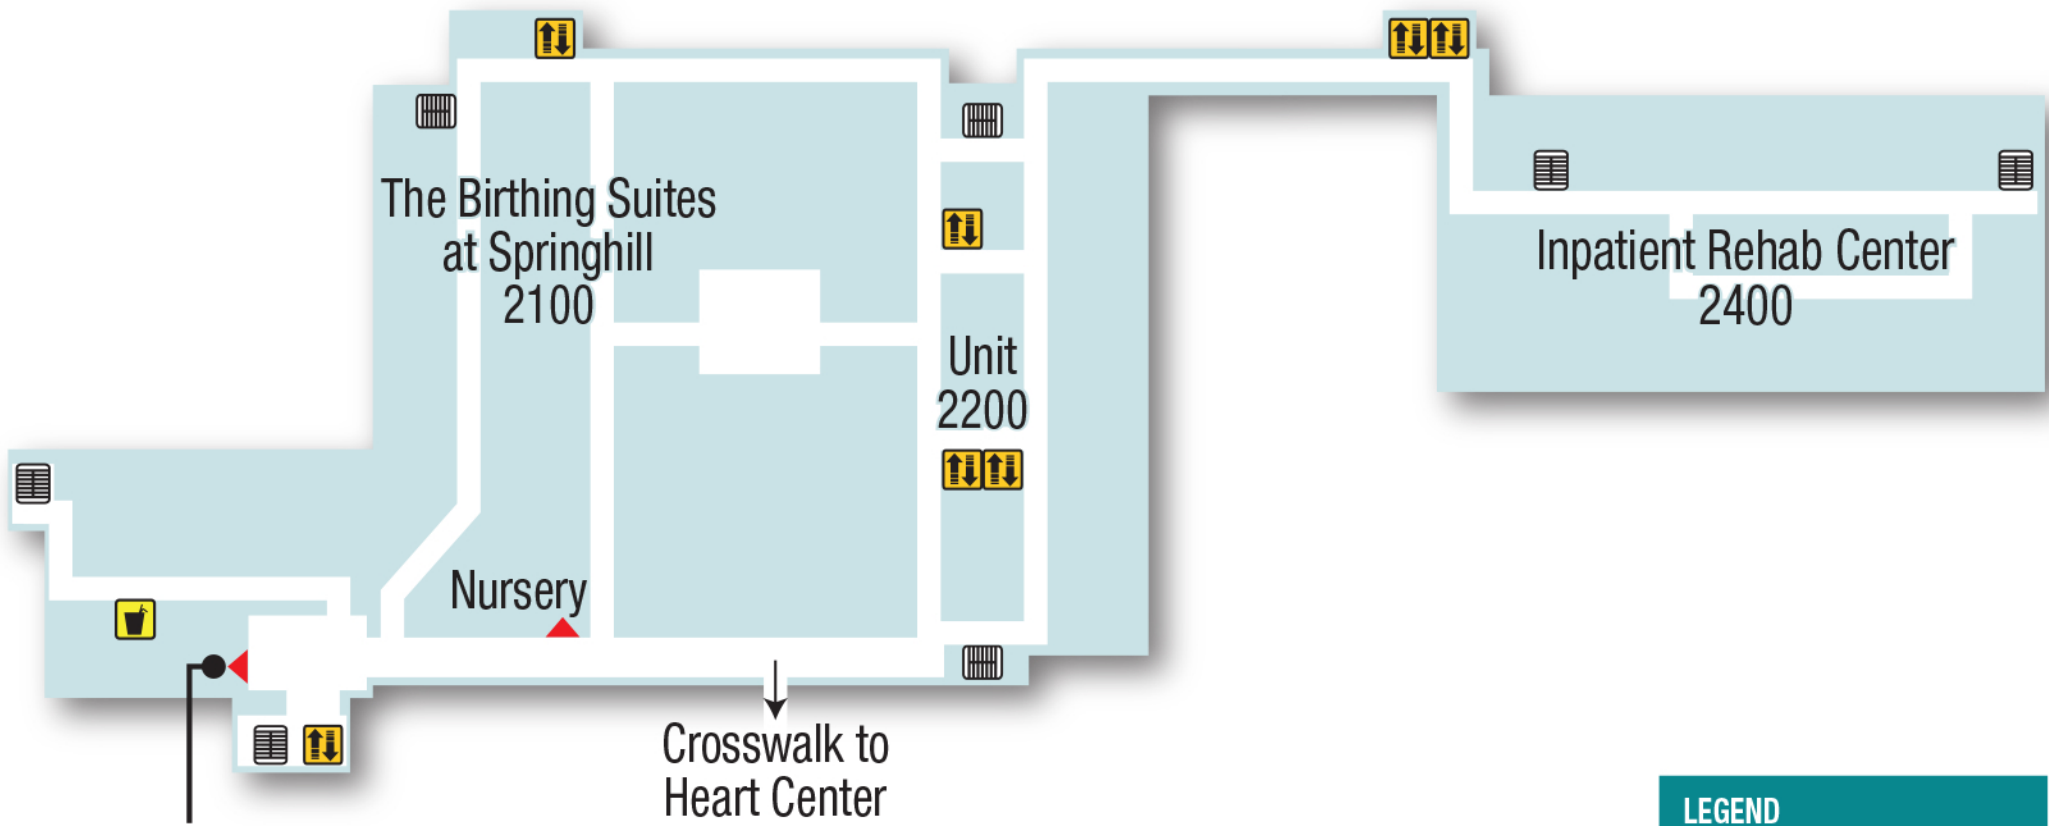 The Birthing Suites
at Springhill
2100
Inpatient Rehab Center
2400
Unit
2200
Nursery
Crosswalk to
Heart Center
LEGEND